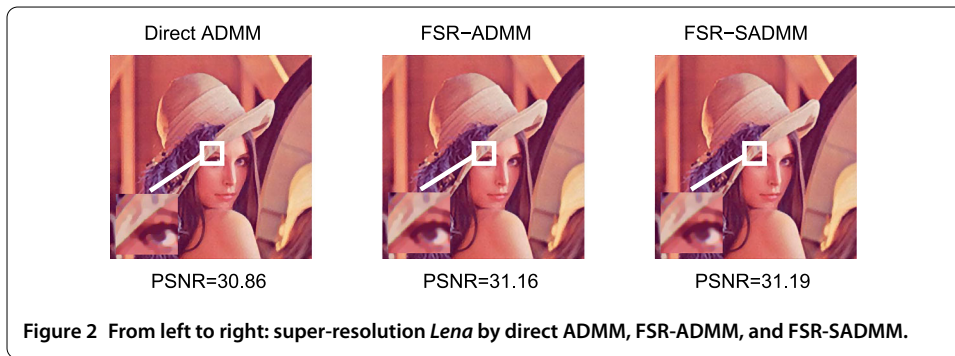 Direct ADMM FSR−ADMM FSR−SADMM
PSNR=30.86 PSNR=31.16 PSNR=31.19
Figure 2 From left to right: super-resolution Lena by direct ADMM, FSR-ADMM, and FSR-SADMM.